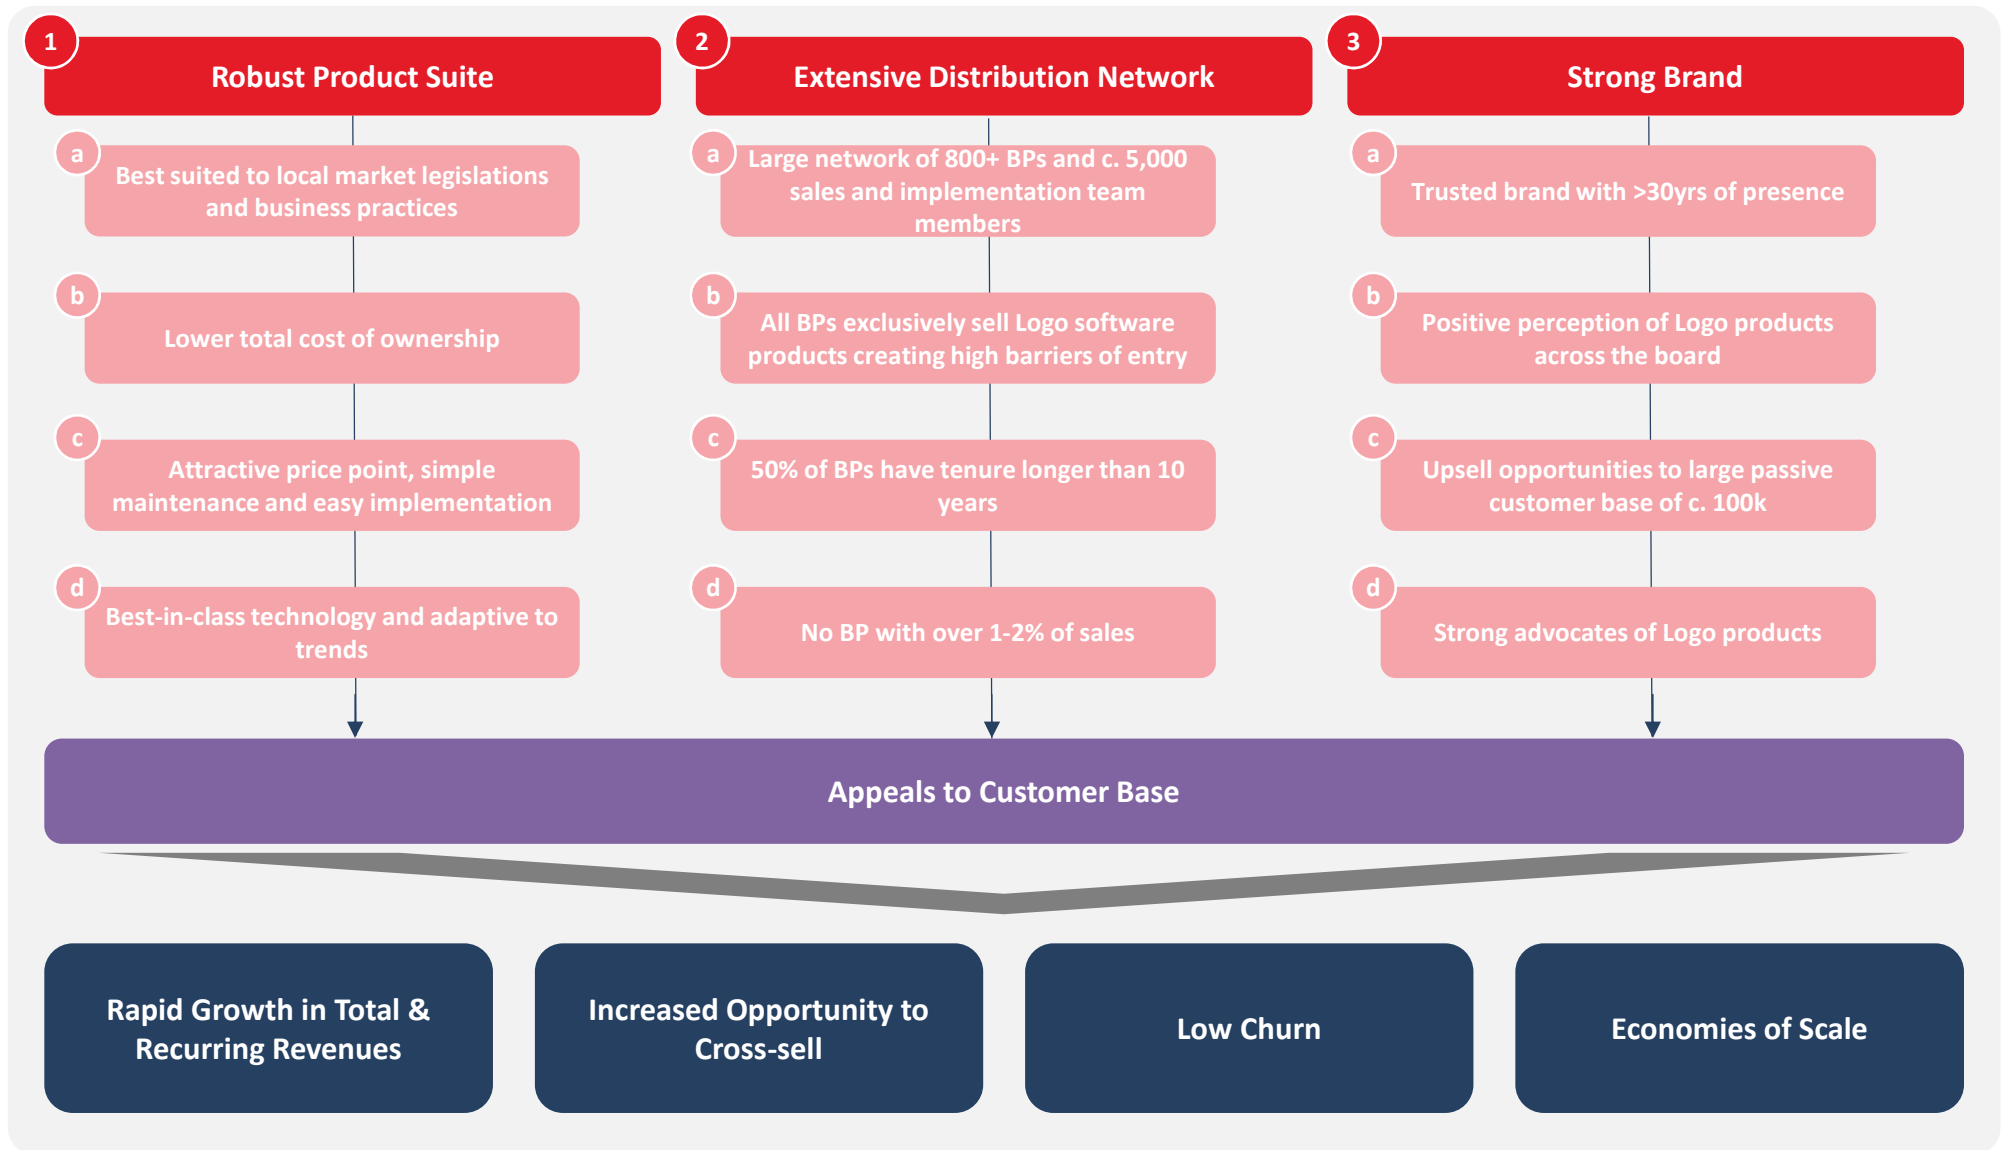 1
Robust Product Suite
a
Best suited to local market legislations
and business practices
b
Lower total cost of ownership
c
Attractive price point, simple
maintenance and easy implementation
d
Best-in-class technology and adaptive to
trends
2
Extensive Distribution Network
a
Large network of 800+ BPs and c. 5,000
sales and implementation team
members
b
All BPs exclusively sell Logo software
products creating high barriers of entry
c
50% of BPs have tenure longer than 10
years
d
No BP with over 1-2% of sales
3
Strong Brand
a
Trusted brand with >30yrs of presence
b
Positive perception of Logo products
across the board
c
Upsell opportunities to large passive
customer base of c. 100k
d
Strong advocates of Logo products
Appeals to Customer Base
Rapid Growth in Total &
Recurring Revenues
Increased Opportunity to
Cross-sell
Low Churn
Economies of Scale